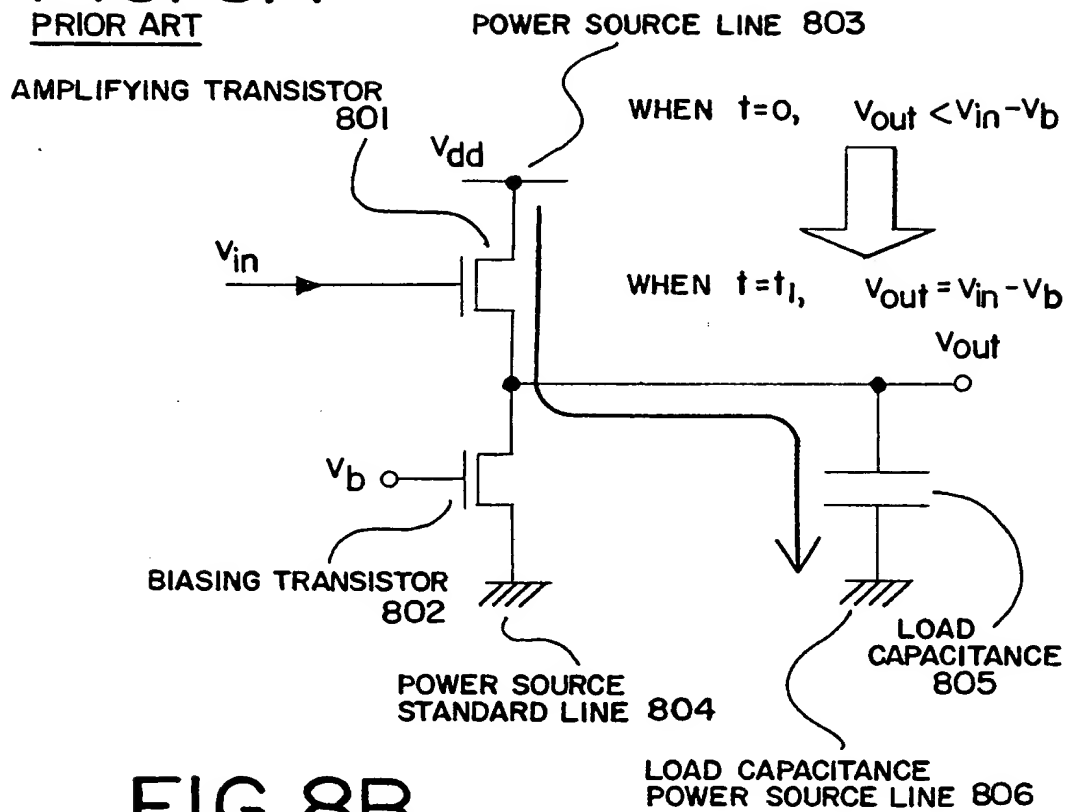 PRIOR ART
POWER SOURCE LINE 803
AMPLIFYING TRANSISTOR
801
WHEN t=0, Vout < Vin-Vb
Vdd
Vin
WHEN t=t1, Vout = Vin-Vb
Vout
Vb
BIASING TRANSISTOR
802
LOAD
CAPACITANCE
805
POWER SOURCE
STANDARD LINE 804
LOAD CAPACITANCE
POWER SOURCE LINE 806
FIG. 8B